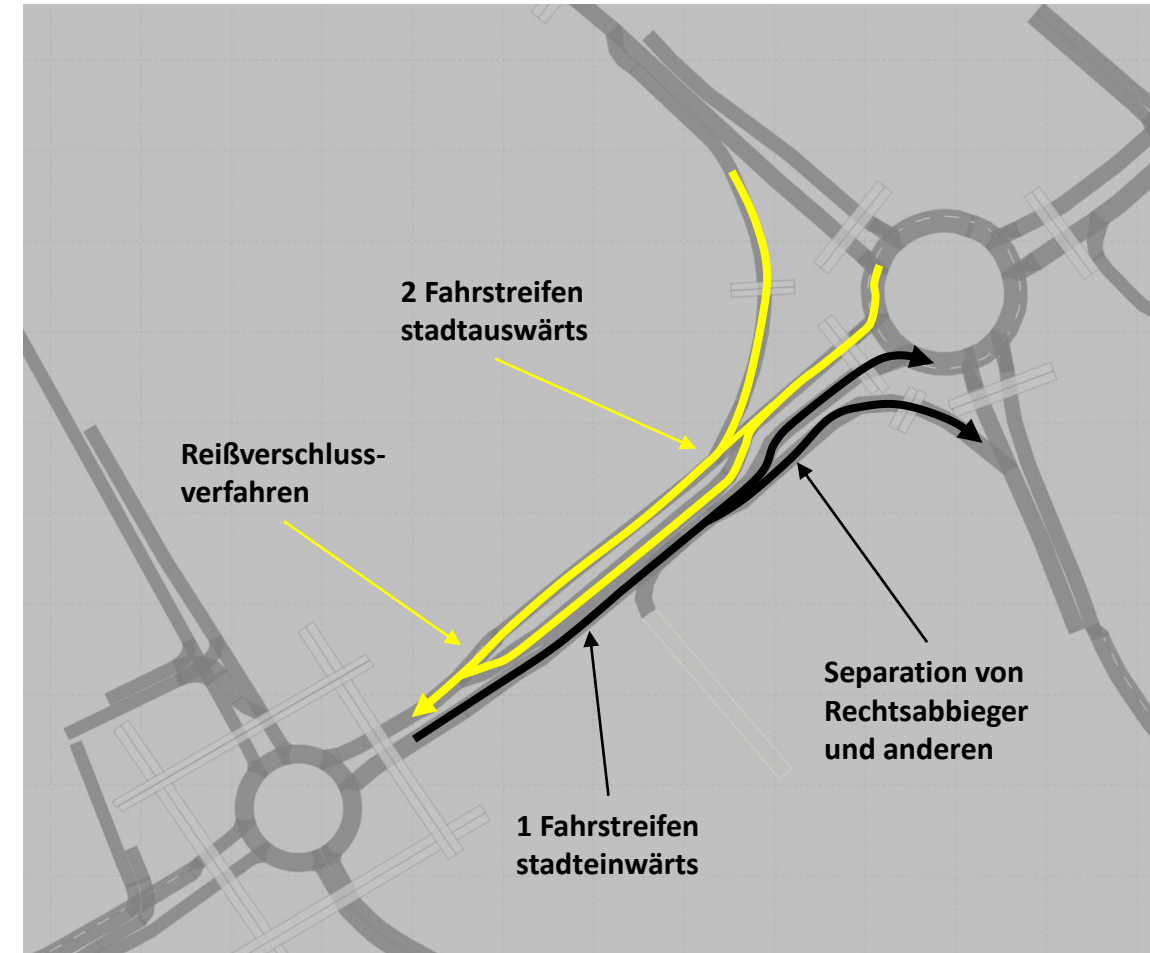 2 Fahrstreifen
stadtauswärts
Reißverschluss-
verfahren
Separation von
Rechtsabbieger
und anderen
1 Fahrstreifen
stadteinwärts